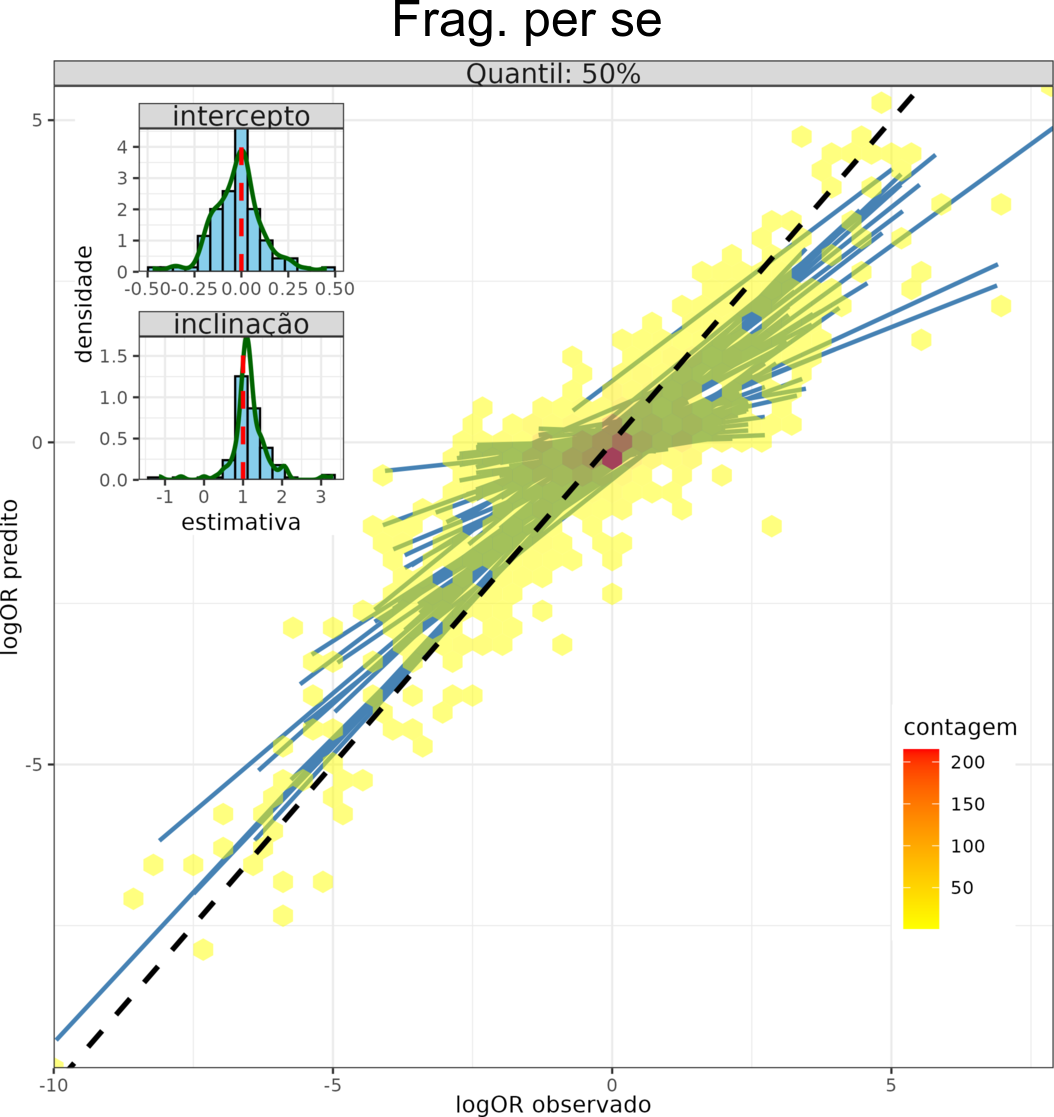 Frag. per se
Quantil: 50%
intercepto
4
3
2
1
0
-0.50 -0.25 0.00 0.25 0.50
densidade
inclinação
1.5
1.0
0.5
0.0
-1 0 1 2 3
estimativa
5
0
-5
logOR predito
contagem
200
150
100
50
-10 -5 0 5
logOR observado